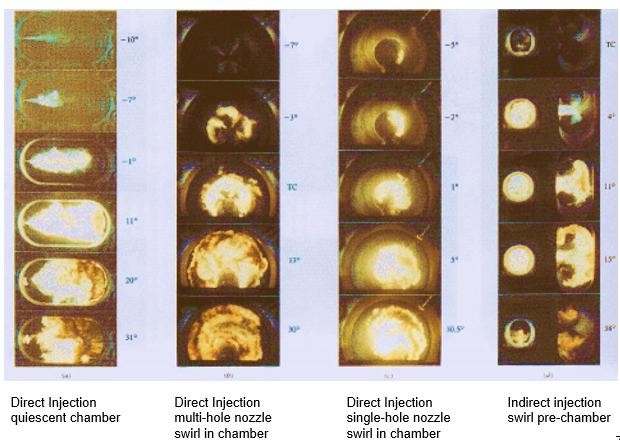 −10°
−7°
−1°
11°
20°
31°
(a)
−7°
−3°
TC
13°
30°
(b)
−5°
−2°
1°
5°
10.5°
(c)
TC
4°
11°
15°
38°
(d)
Direct Injection
quiescent chamber
Direct Injection
multi-hole nozzle
swirl in chamber
Direct Injection
single-hole nozzle
swirl in chamber
Indirect injection
swirl pre-chamber